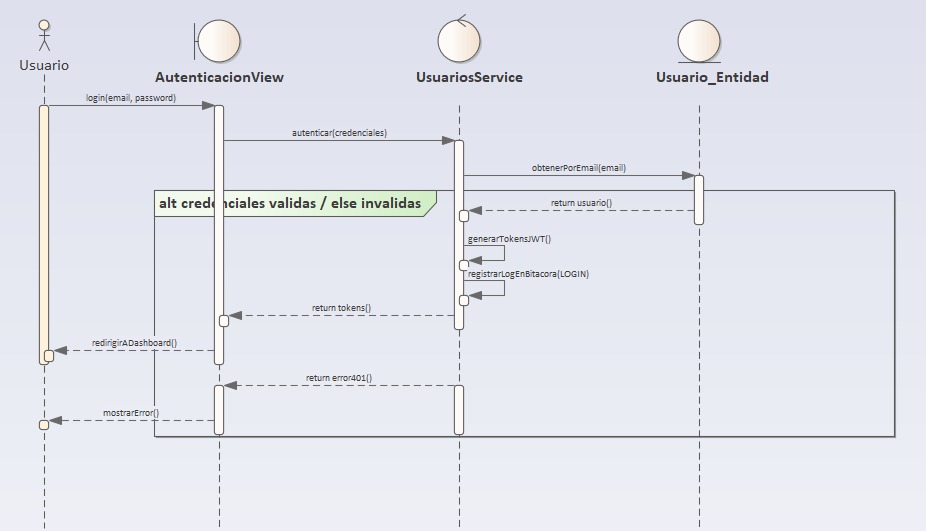 Usuario
AutenticacionView
UsuariosService
Usuario_Entidad
login(email, password)
autenticar(credenciales)
obtenerPorEmail(email)
alt credenciales validas / else invalidas
return usuario()
generarTokensJWT()
registrarLogEnBitacora(LOGIN)
return tokens()
redirigirADashboard()
return error401()
mostrarError()